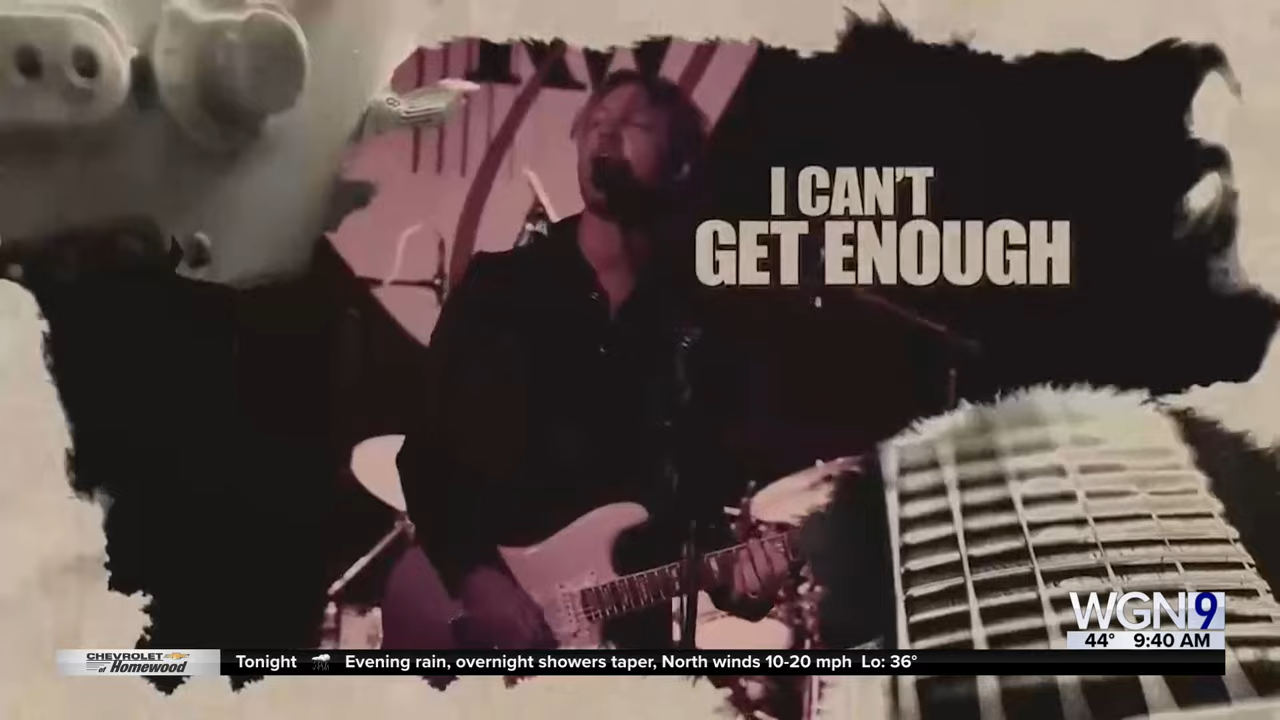 I CAN'T
GET ENOUGH
WGN9
44° 9:40 AM
CHEVROLET
of Homewood
Tonight Evening rain, overnight showers taper, North winds 10-20 mph Lo: 36°